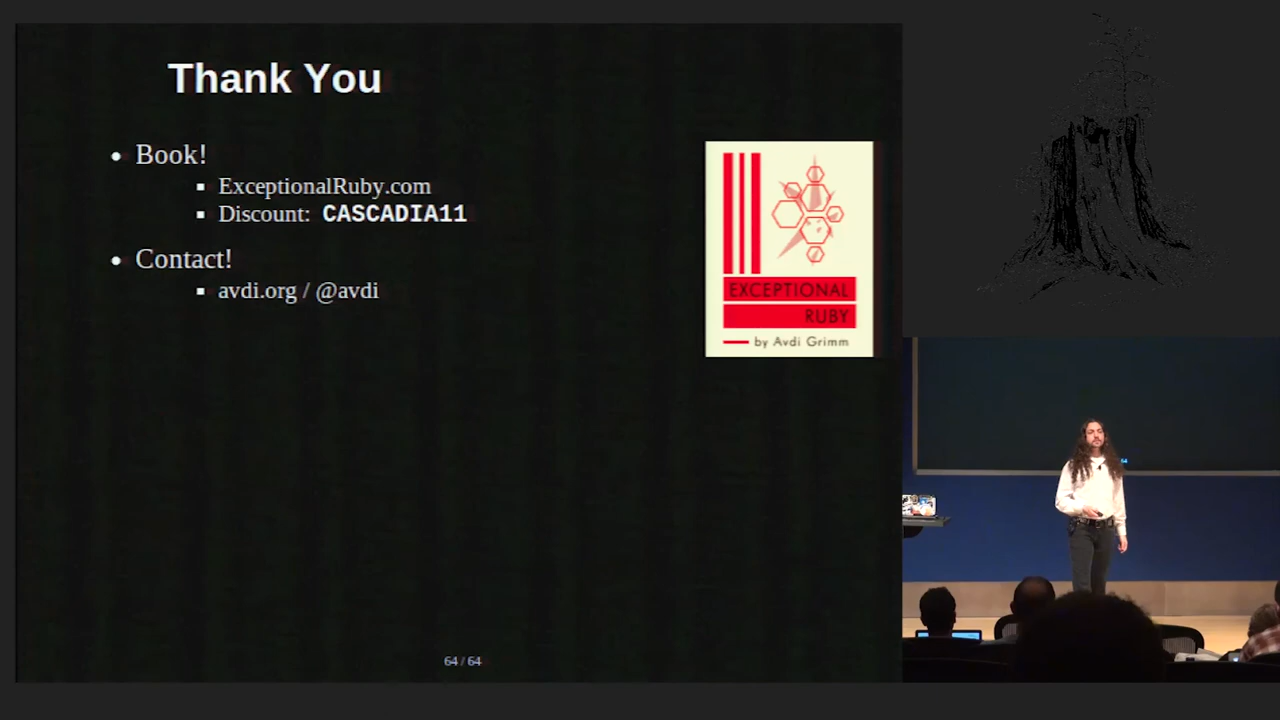 Thank You
Book!
ExceptionalRuby.com
Discount: CASCADIA11
Contact!
avdi.org / @avdi
EXCEPTIONAL
RUBY
by Avdi Grimm
64 / 64